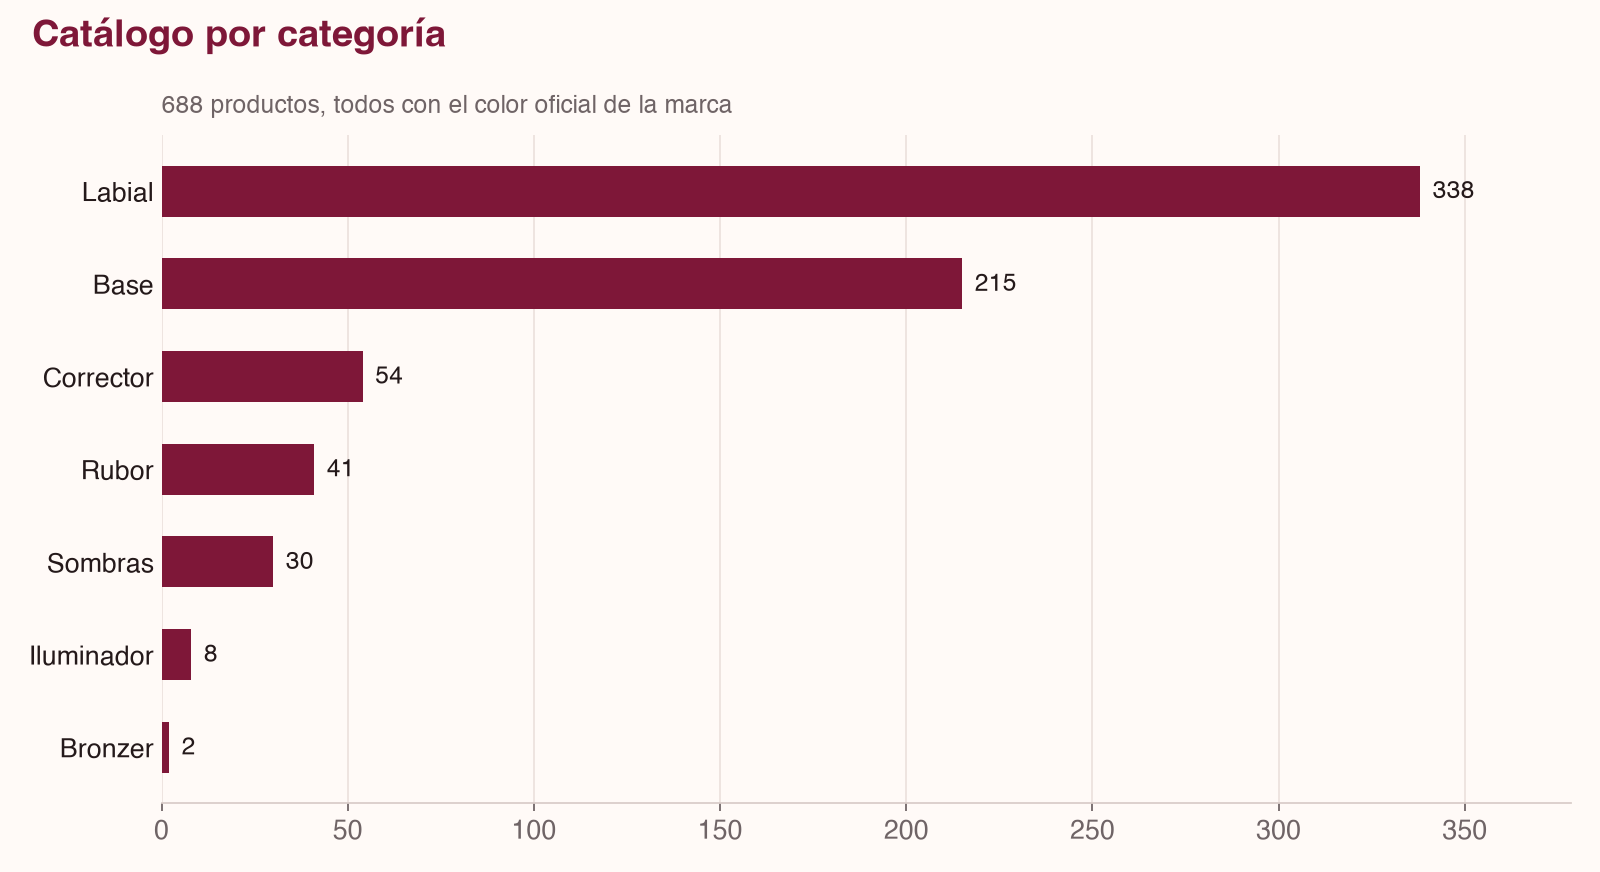 Catálogo por categoría
688 productos, todos con el color oficial de la marca
Labial 338
Base 215
Corrector 54
Rubor 41
Sombras 30
Iluminador 8
Bronzer 2
0 50 100 150 200 250 300 350